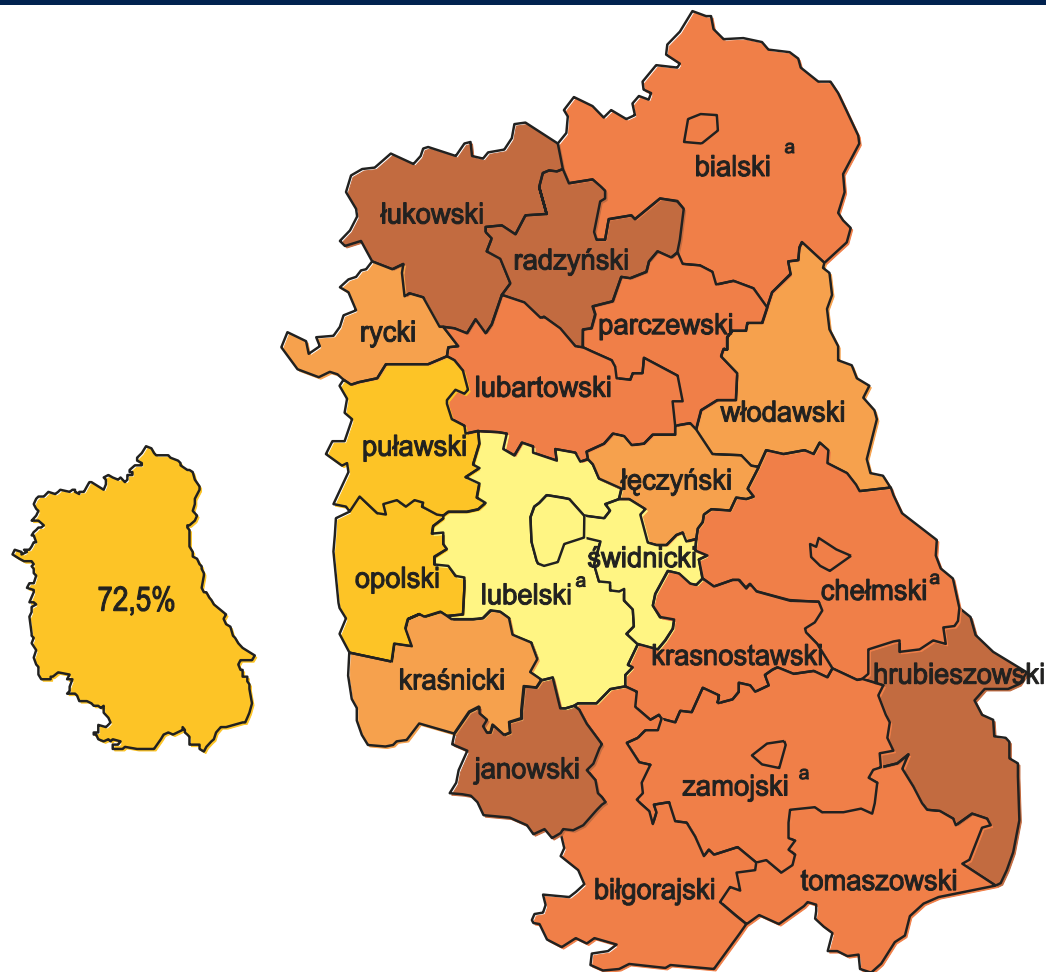 bialski a
łukowski
radzyński
parczewski
rycki
lubartowski
włodawski
puławski
łęczyński
świdnicki
opolski
lubelski a
chełmski a
72,5%
krasnostawski
hrubieszowski
kraśnicki
janowski
zamojski a
biłgorajski
tomaszowski